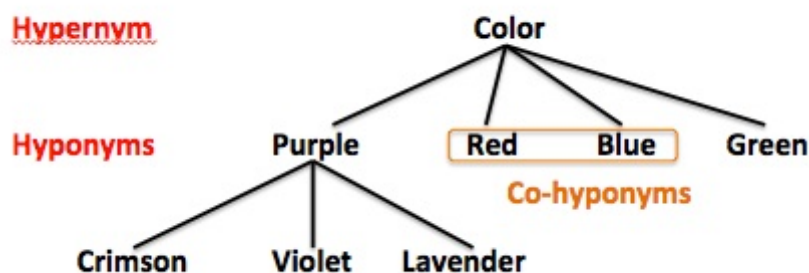 Hypernym Color
Hyponyms Purple Red Blue Green
Co-hyponyms
Crimson Violet Lavender